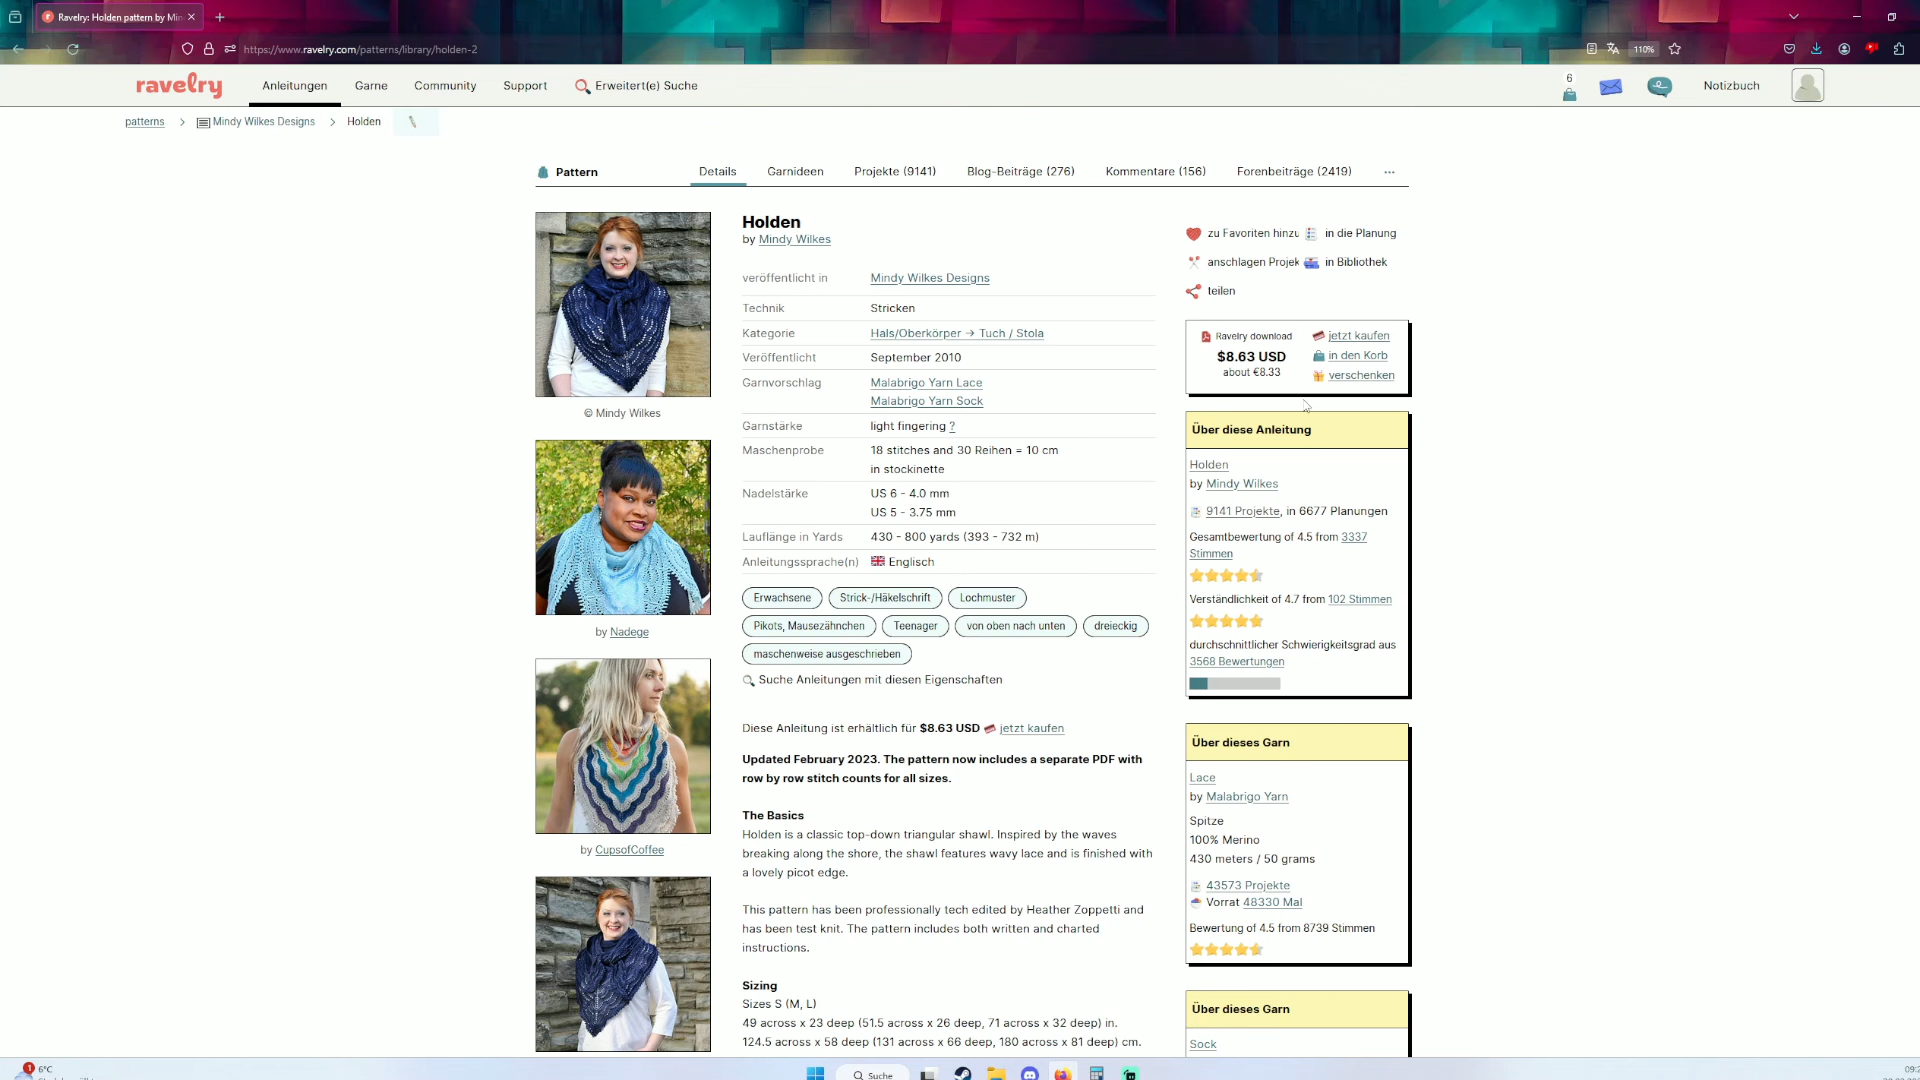 Ravelry: Holden pattern by Min
https://www.ravelry.com/patterns/library/holden-2
110%
ravelry
Anleitungen
Garne
Community
Support
Erweitert(e) Suche
6
Notizbuch
patterns
Mindy Wilkes Designs
Holden
Pattern
Details
Garnideen
Projekte (9141)
Blog-Beiträge (276)
Kommentare (156)
Forenbeiträge (2419)
© Mindy Wilkes
by Nadege
by CupsofCoffee
Holden
by Mindy Wilkes
veröffentlicht in Mindy Wilkes Designs
Technik Stricken
Kategorie Hals/Oberkörper → Tuch / Stola
Veröffentlicht September 2010
Garnvorschlag Malabrigo Yarn Lace
Malabrigo Yarn Sock
Garnstärke light fingering ?
Maschenprobe 18 stitches and 30 Reihen = 10 cm
in stockinette
Nadelstärke US 6 - 4.0 mm
US 5 - 3.75 mm
Lauflänge in Yards 430 - 800 yards (393 - 732 m)
Anleitungssprache(n) Englisch
Erwachsene Strick-/Häkelschrift Lochmuster
Pikots, Mausezähnchen Teenager von oben nach unten dreieckig
maschenweise ausgeschrieben
Suche Anleitungen mit diesen Eigenschaften
Diese Anleitung ist erhältlich für $8.63 USD jetzt kaufen
Updated February 2023. The pattern now includes a separate PDF with
row by row stitch counts for all sizes.
The Basics
Holden is a classic top-down triangular shawl. Inspired by the waves
breaking along the shore, the shawl features wavy lace and is finished with
a lovely picot edge.
This pattern has been professionally tech edited by Heather Zoppetti and
has been test knit. The pattern includes both written and charted
instructions.
Sizing
Sizes S (M, L)
49 across x 23 deep (51.5 across x 26 deep, 71 across x 32 deep) in.
124.5 across x 58 deep (131 across x 66 deep, 180 across x 81 deep) cm.
zu Favoriten hinzu in die Planung
anschlagen Projek in Bibliothek
teilen
Ravelry download
$8.63 USD
about €8.33
jetzt kaufen
in den Korb
verschenken
Über diese Anleitung
Holden
by Mindy Wilkes
9141 Projekte, in 6677 Planungen
Gesamtbewertung of 4.5 from 3337
Stimmen
Verständlichkeit of 4.7 from 102 Stimmen
durchschnittlicher Schwierigkeitsgrad aus
3568 Bewertungen
Über dieses Garn
Lace
by Malabrigo Yarn
Spitze
100% Merino
430 meters / 50 grams
43573 Projekte
Vorrat 48330 Mal
Bewertung of 4.5 from 8739 Stimmen
Über dieses Garn
Sock
1
6°C
Suche